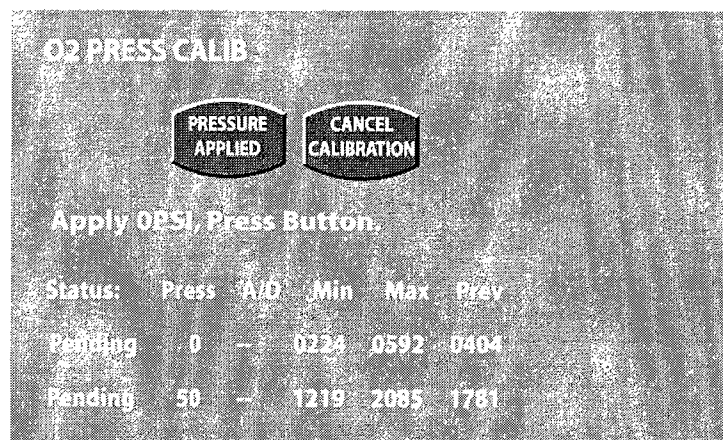 O2 PRESS CALIB
PRESSURE APPLIED
CANCEL CALIBRATION
Apply 0PSI, Press Button.
Status: Press A/D Min Max Prev
Pending 0 -- 0224 0592 0404
Pending 50 -- 1219 2085 1781